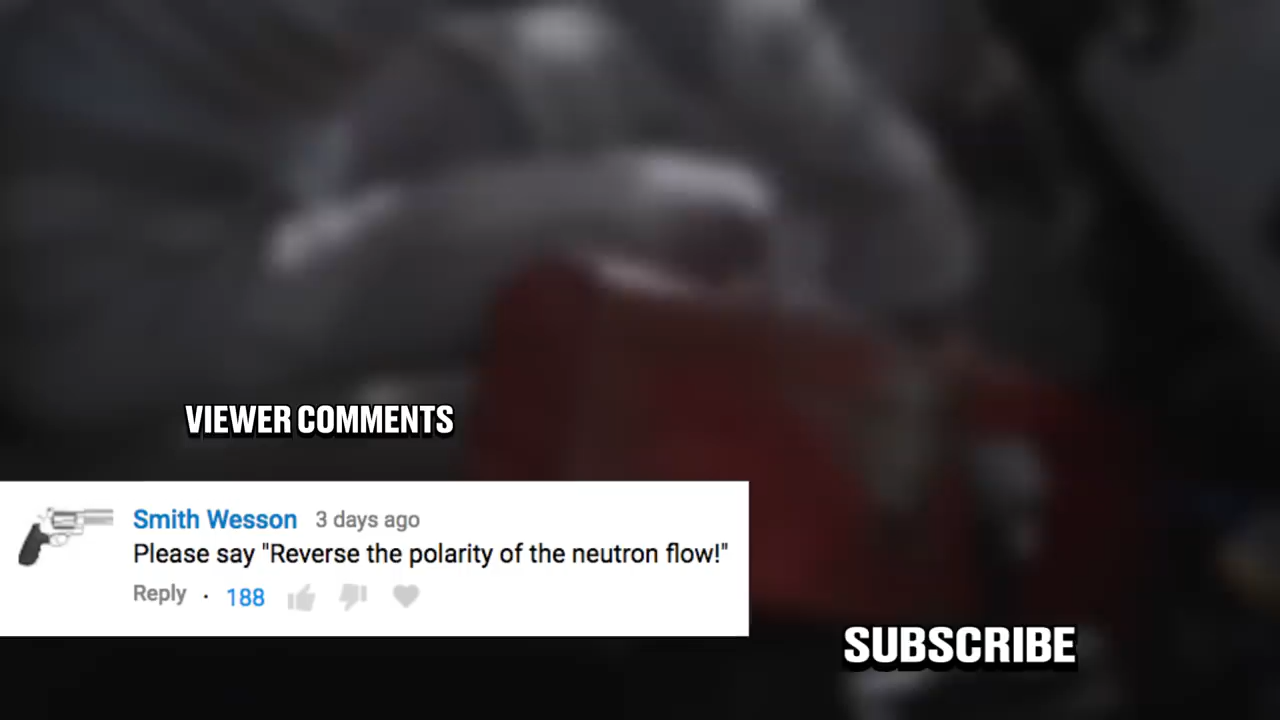 VIEWER COMMENTS
Smith Wesson 3 days ago
Please say "Reverse the polarity of the neutron flow!"
Reply · 188
SUBSCRIBE